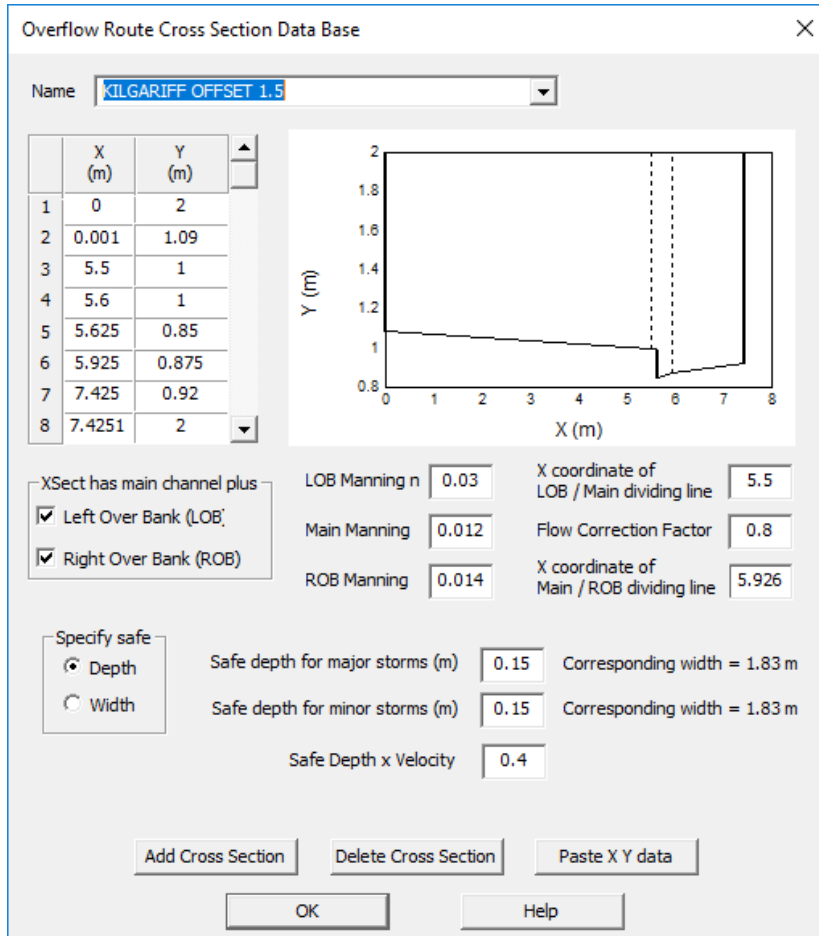 Overflow Route Cross Section Data Base
Name KILGARIFF OFFSET 1.5
X (m) Y (m)
1 0 2
2 0.001 1.09
3 5.5 1
4 5.6 1
5 5.625 0.85
6 5.925 0.875
7 7.425 0.92
8 7.4251 2
2
1.8
1.6
1.4
1.2
1
0.8
Y (m)
0 1 2 3 4 5 6 7 8
X (m)
XSect has main channel plus
Left Over Bank (LOB)
Right Over Bank (ROB)
LOB Manning n 0.03
Main Manning 0.012
ROB Manning 0.014
X coordinate of
LOB / Main dividing line 5.5
Flow Correction Factor 0.8
X coordinate of
Main / ROB dividing line 5.926
Specify safe
Depth
Width
Safe depth for major storms (m) 0.15 Corresponding width = 1.83 m
Safe depth for minor storms (m) 0.15 Corresponding width = 1.83 m
Safe Depth x Velocity 0.4
Add Cross Section Delete Cross Section Paste X Y data
OK Help